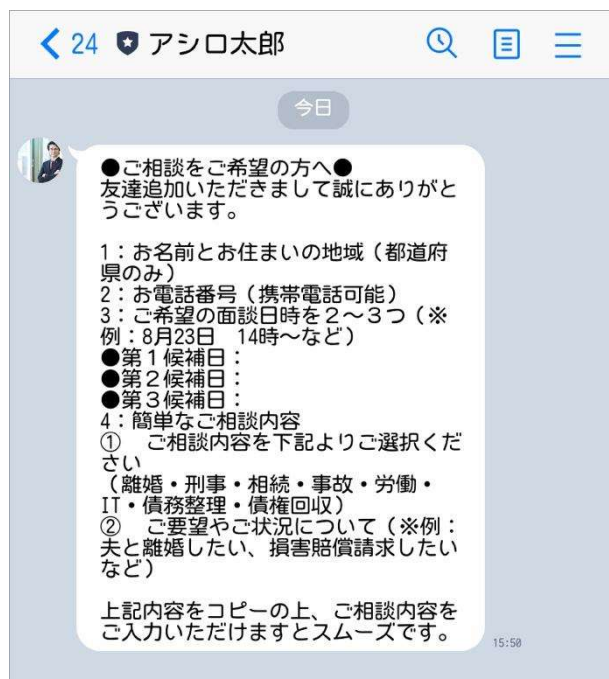 24 アシロ太郎
今日
●ご相談をご希望の方へ●
友達追加いただきまして誠にありがと
うございます。
1：お名前とお住まいの地域（都道府
県のみ）
2：お電話番号（携帯電話可能）
3：ご希望の面談日時を２～３つ（※
例：8月23日　14時～など）
●第１候補日：
●第２候補日：
●第３候補日：
4：簡単なご相談内容
①　ご相談内容を下記よりご選択くだ
さい
（離婚・刑事・相続・事故・労働・
IT・債務整理・債権回収）
②　ご要望やご状況について（※例：
夫と離婚したい、損害賠償請求したい
など）
上記内容をコピーの上、ご相談内容を
ご入力いただけますとスムーズです。
15:50